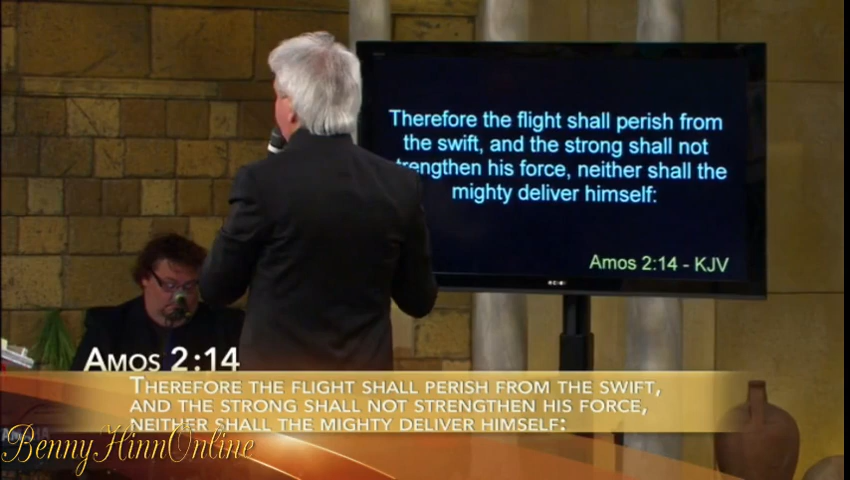 Therefore the flight shall perish from
the swift, and the strong shall not
trengthen his force, neither shall the
mighty deliver himself:
Amos 2:14 - KJV
AMOS 2:14
THEREFORE THE FLIGHT SHALL PERISH FROM THE SWIFT,
AND THE STRONG SHALL NOT STRENGTHEN HIS FORCE,
NEITHER SHALL THE MIGHTY DELIVER HIMSELF:
BennyHinnOnline